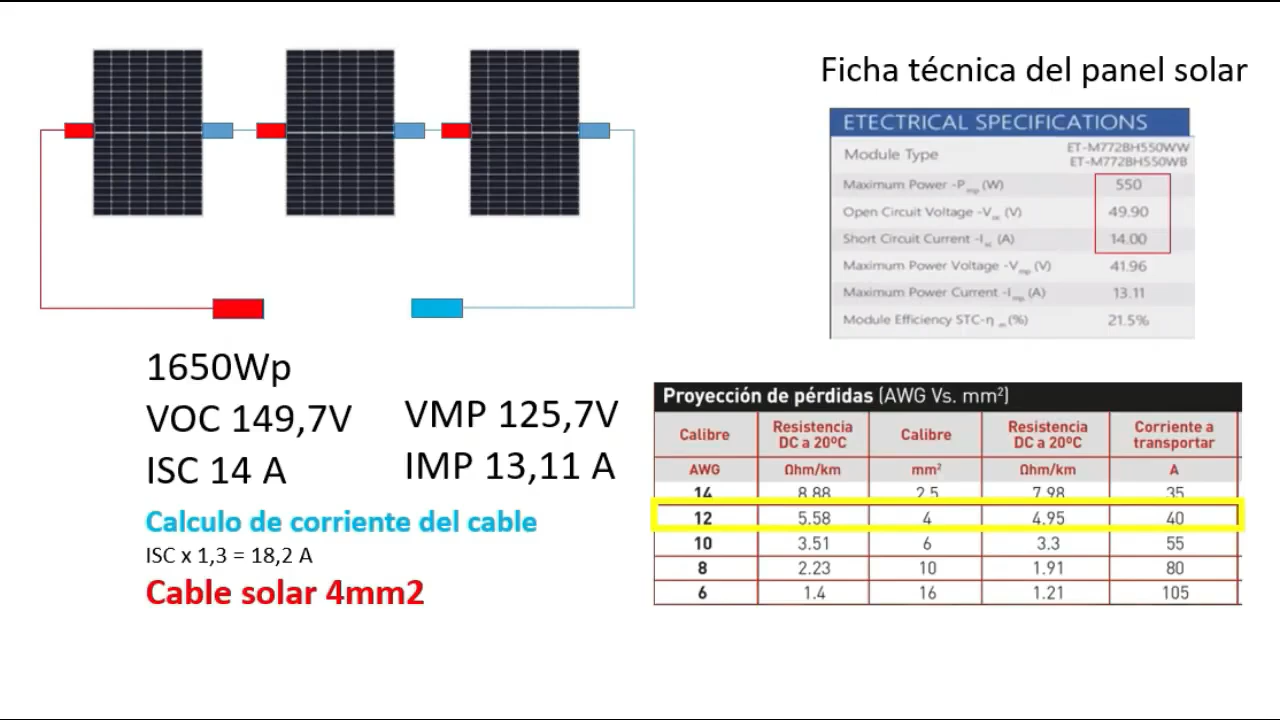 Ficha técnica del panel solar
ETECTRICAL SPECIFICATIONS
Module Type ET-M772BH550WW
ET-M772BH550WB
Maximum Power -Pmp (W) 550
Open Circuit Voltage -Voc (V) 49.90
Short Circuit Current -Isc (A) 14.00
Maximum Power Voltage -Vmp (V) 41.96
Maximum Power Current -Imp (A) 13.11
Module Efficiency STC-η (%) 21.5%
1650Wp
VOC 149,7V VMP 125,7V
ISC 14 A IMP 13,11 A
Calculo de corriente del cable
ISC x 1,3 = 18,2 A
Cable solar 4mm2
Proyección de pérdidas (AWG Vs. mm²)
Calibre Resistencia DC a 20ºC Calibre Resistencia DC a 20ºC Corriente a transportar
AWG Ωhm/km mm² Ωhm/km A
14 8.88 2.5 7.98 35
12 5.58 4 4.95 40
10 3.51 6 3.3 55
8 2.23 10 1.91 80
6 1.4 16 1.21 105